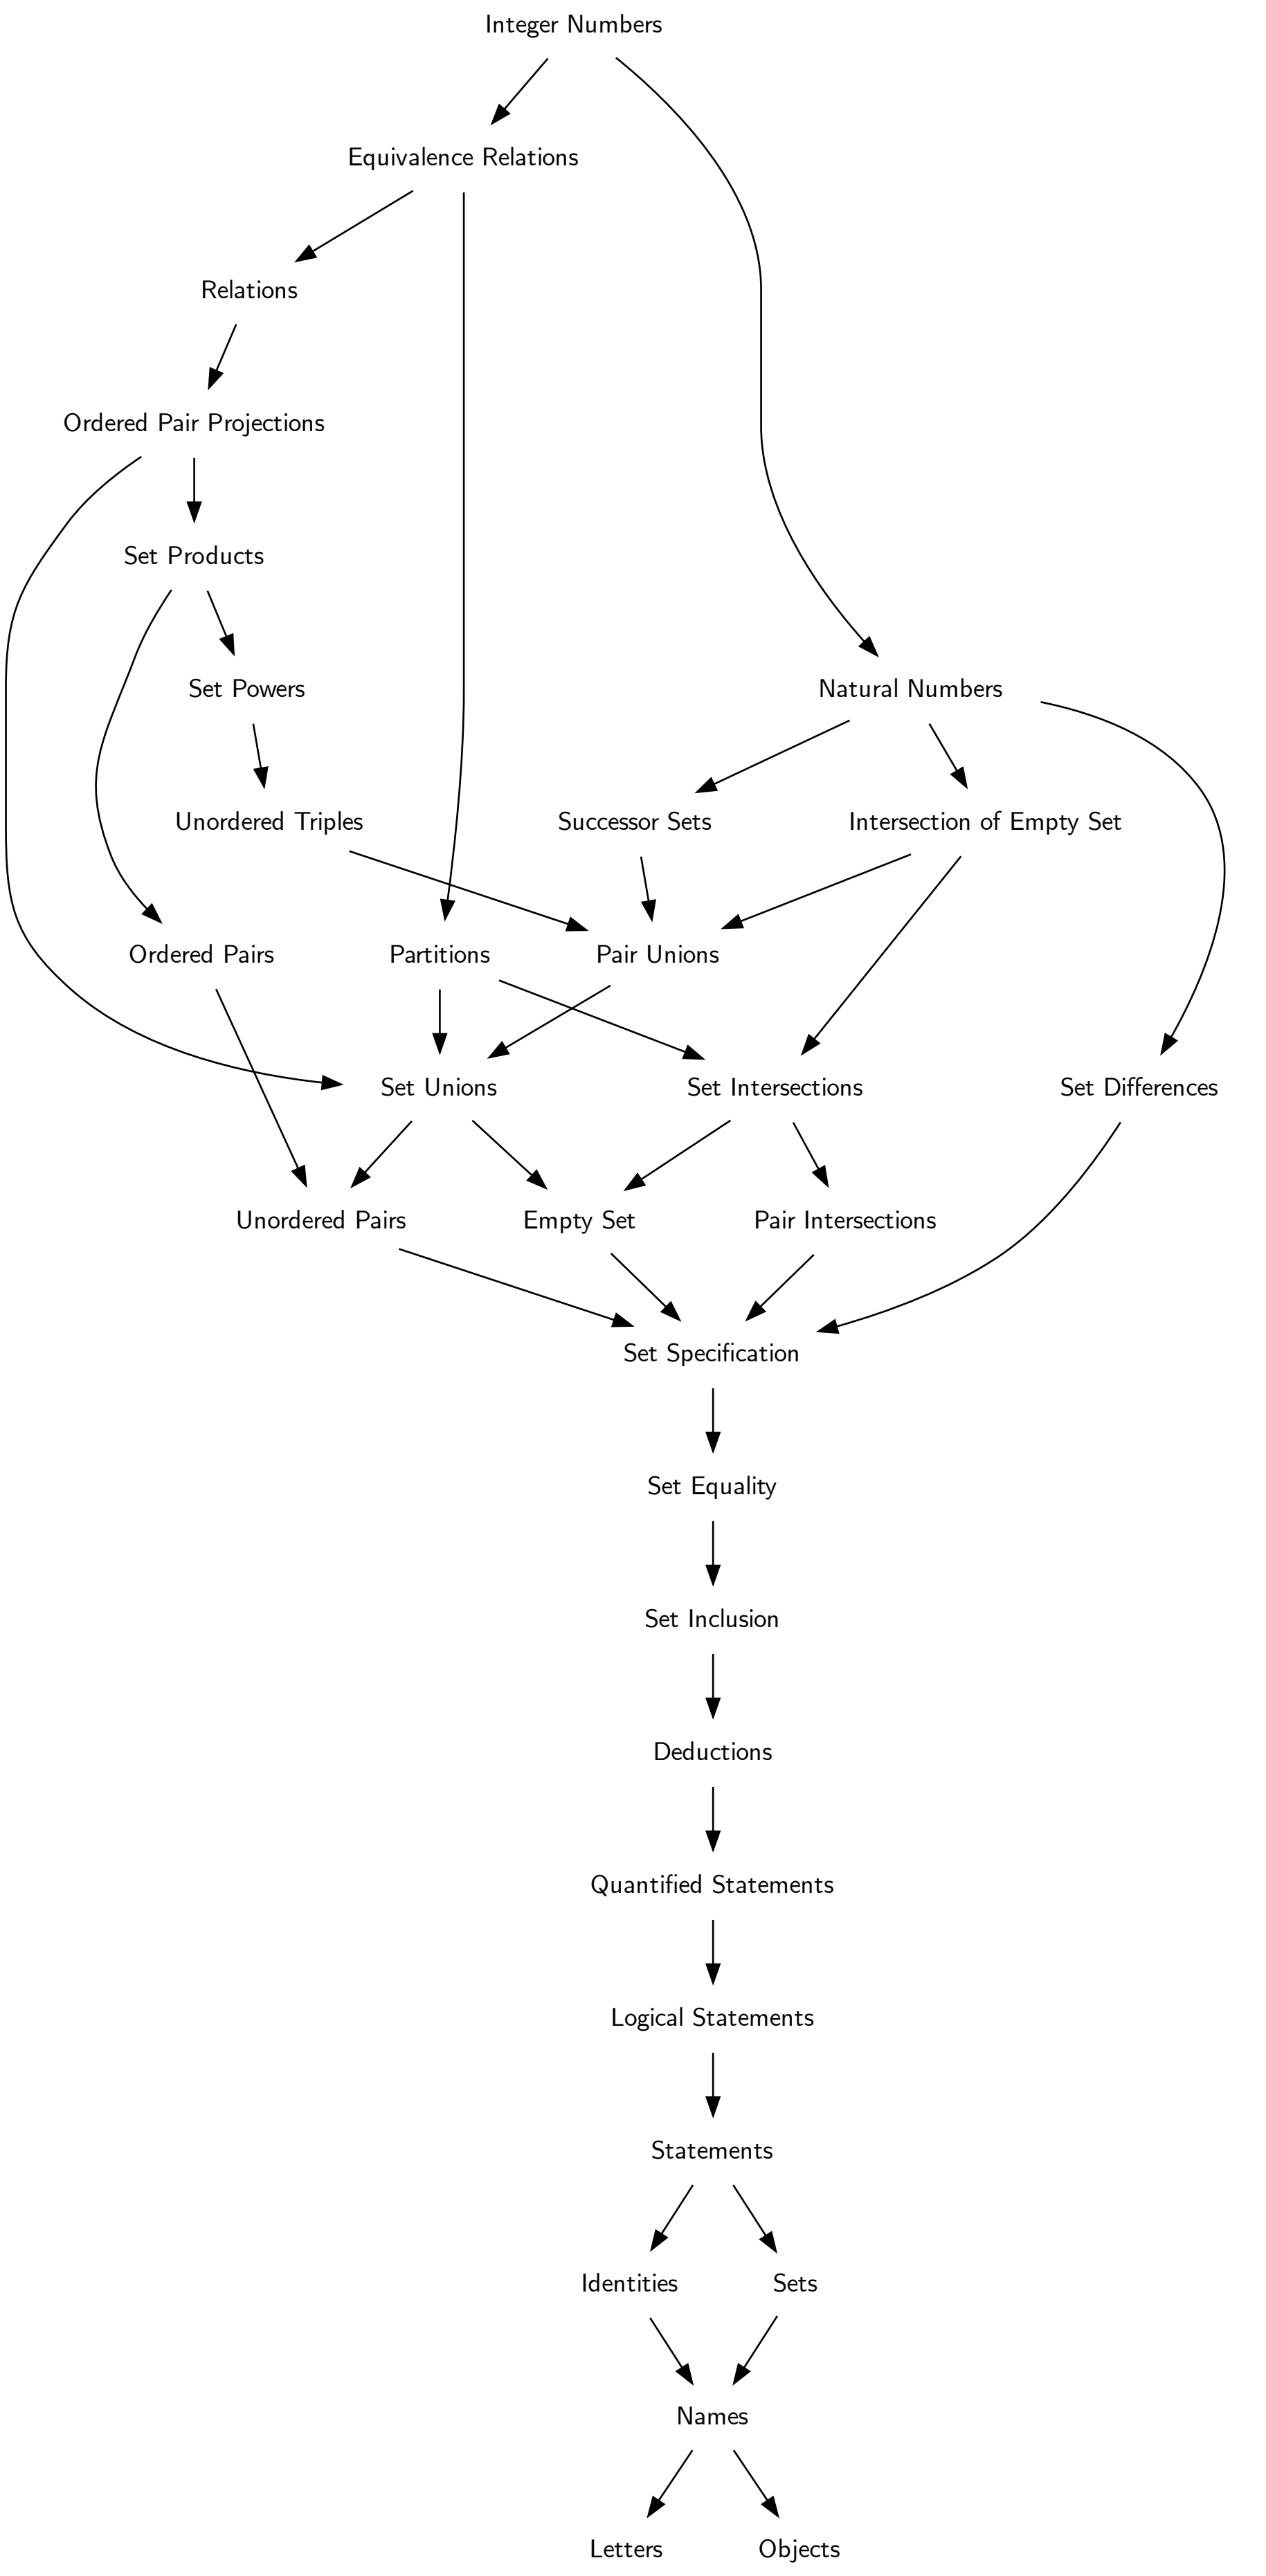 Integer Numbers
Equivalence Relations
Relations
Ordered Pair Projections
Set Products
Set Powers
Natural Numbers
Unordered Triples
Successor Sets
Intersection of Empty Set
Ordered Pairs
Partitions
Pair Unions
Set Unions
Set Intersections
Set Differences
Unordered Pairs
Empty Set
Pair Intersections
Set Specification
Set Equality
Set Inclusion
Deductions
Quantified Statements
Logical Statements
Statements
Identities
Sets
Names
Letters
Objects